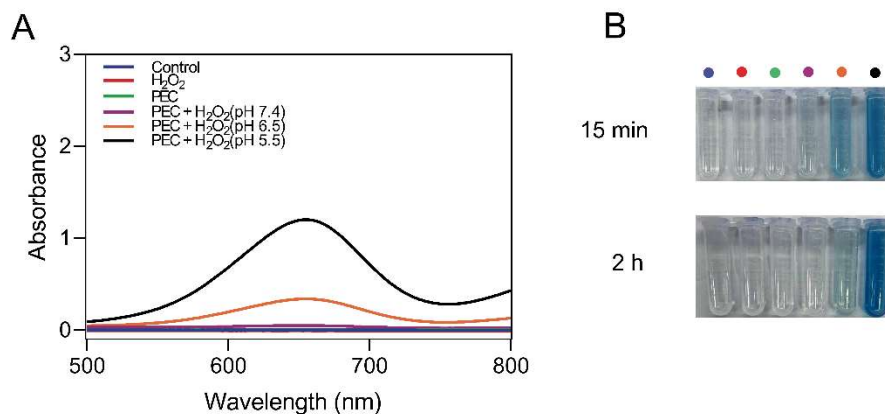 A
B
3
2
1
0
Absorbance
Control
H₂O₂
PEC
PEC + H₂O₂(pH 7.4)
PEC + H₂O₂(pH 6.5)
PEC + H₂O₂(pH 5.5)
500
600
700
800
Wavelength (nm)
15 min
2 h